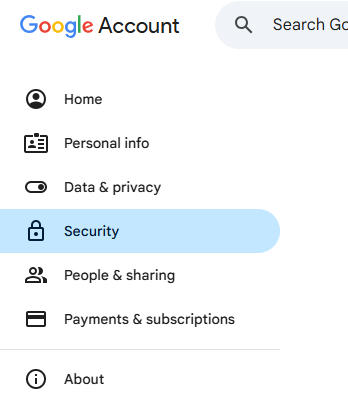 Google Account
Search Go
Home
Personal info
Data & privacy
Security
People & sharing
Payments & subscriptions
About